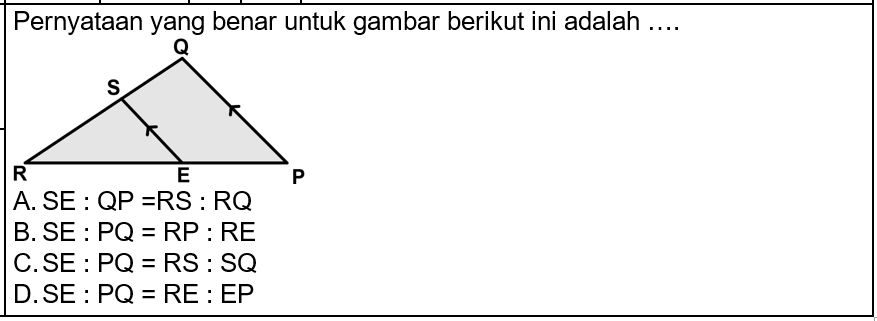 Pernyataan yang benar untuk gambar berikut ini adalah ....
Q
S
R
E
P
A. SE : QP =RS : RQ
B. SE : PQ = RP : RE
C. SE : PQ = RS : SQ
D. SE : PQ = RE : EP